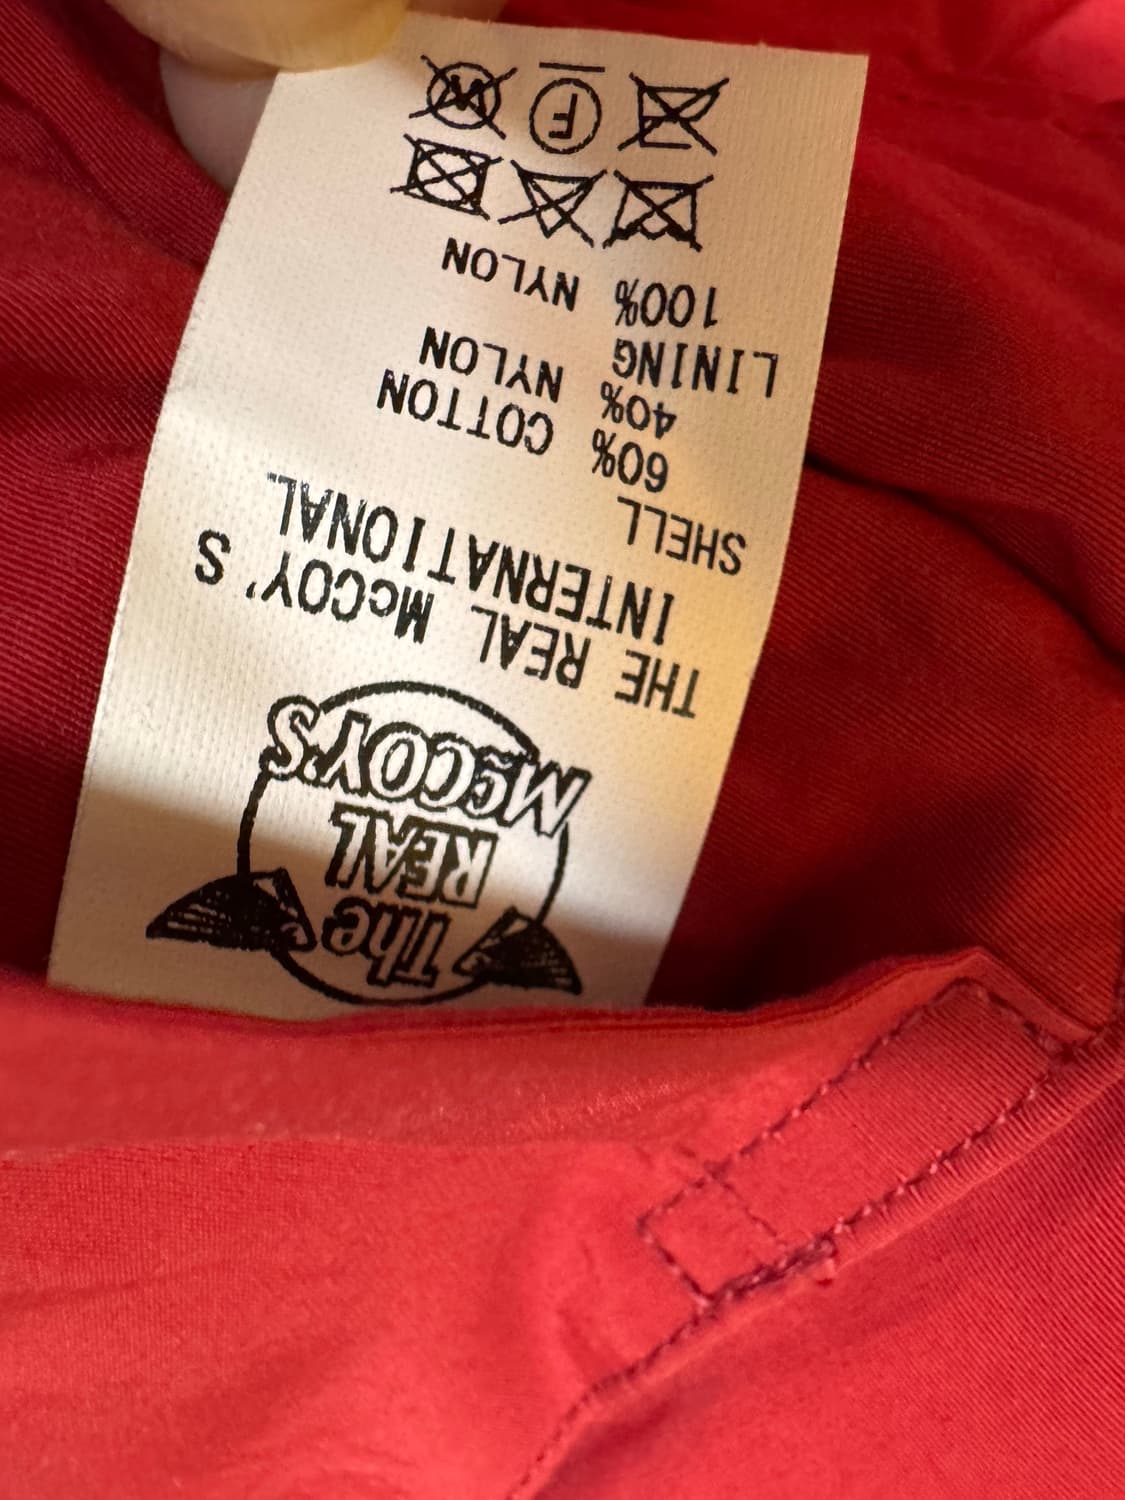 The
REAL
McCOY'S
THE REAL McCOY'S
INTERNATIONAL
SHELL
60% COTTON
40% NYLON
LINING
100% NYLON
F
W